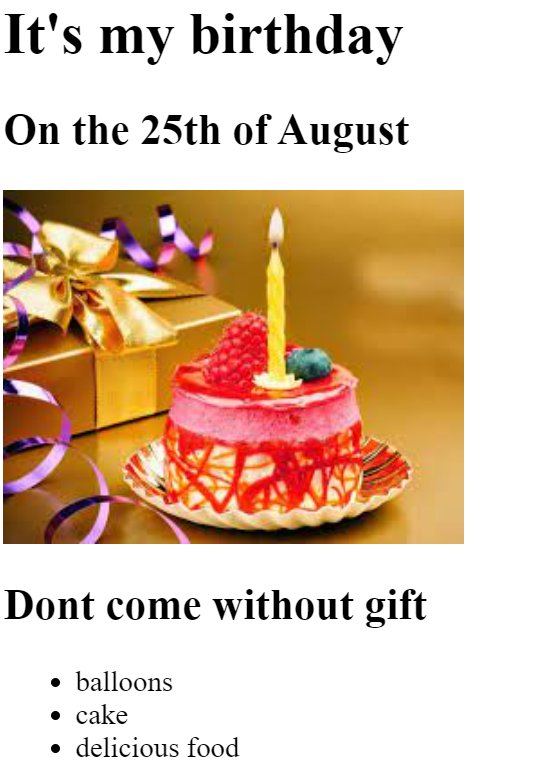 It's my birthday
On the 25th of August
Dont come without gift
balloons
cake
delicious food